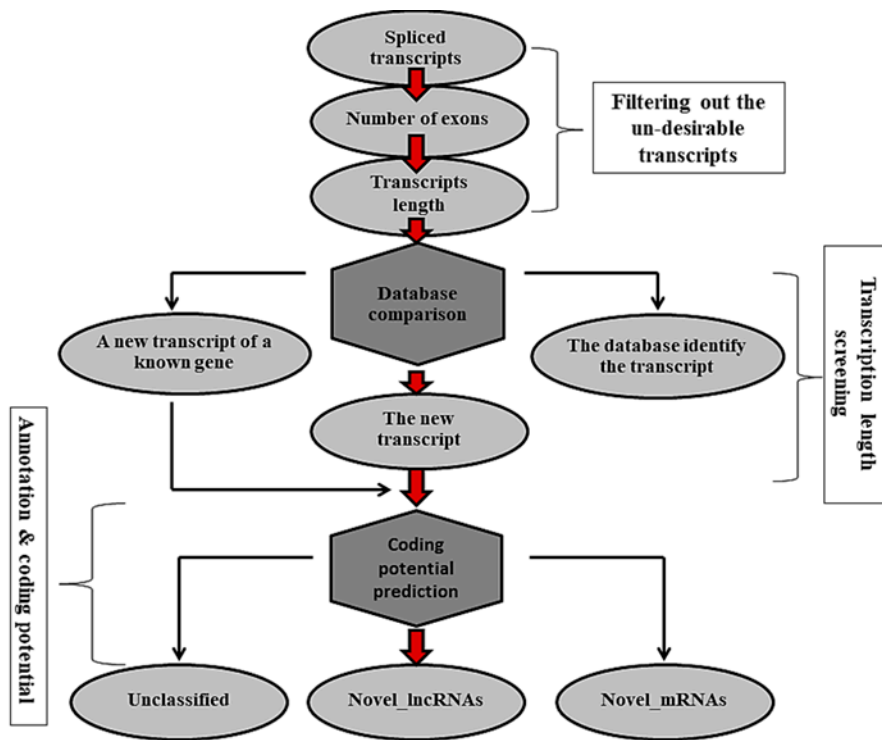 Spliced
transcripts
Number of exons
Transcripts
length
Filtering out the
un-desirable
transcripts
Database
comparison
A new transcript of a
known gene
The database identify
the transcript
The new
transcript
Transcription length
screening
Coding
potential
prediction
Annotation & coding potential
Unclassified
Novel_lncRNAs
Novel_mRNAs